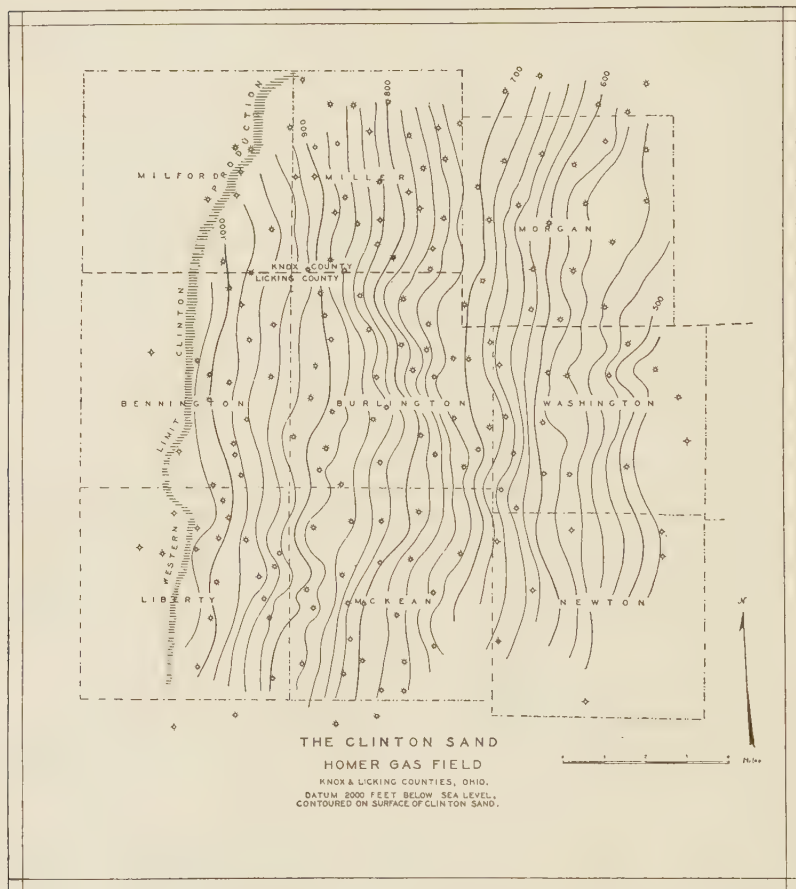 700
600
800
900
PRODUCTION
MILFORD
MILLER
MORGAN
1000
KNOX COUNTY
LICKING COUNTY
500
CLINTON
BENNINGTON
BURLINGTON
WASHINGTON
LIMIT
WESTERN
LIBERTY
MCKEAN
NEWTON
N
THE CLINTON SAND
HOMER GAS FIELD
KNOX & LICKING COUNTIES, OHIO.
DATUM 2000 FEET BELOW SEA LEVEL,
CONTOURED ON SURFACE OF CLINTON SAND.
Miles